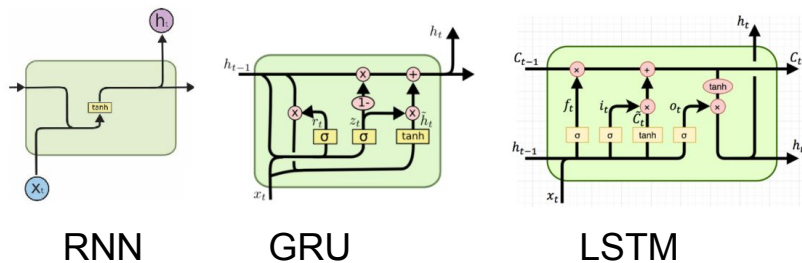 hₜ
tanh
xₜ
hₜ
hₜ₋₁
x
+
1-
x
rₜ
zₜ
x
h̃ₜ
σ
σ
tanh
xₜ
hₜ
Cₜ₋₁
×
+
Cₜ
tanh
fₜ
iₜ
×
oₜ
×
C̃ₜ
σ
σ
tanh
σ
hₜ₋₁
hₜ
xₜ
RNN
GRU
LSTM